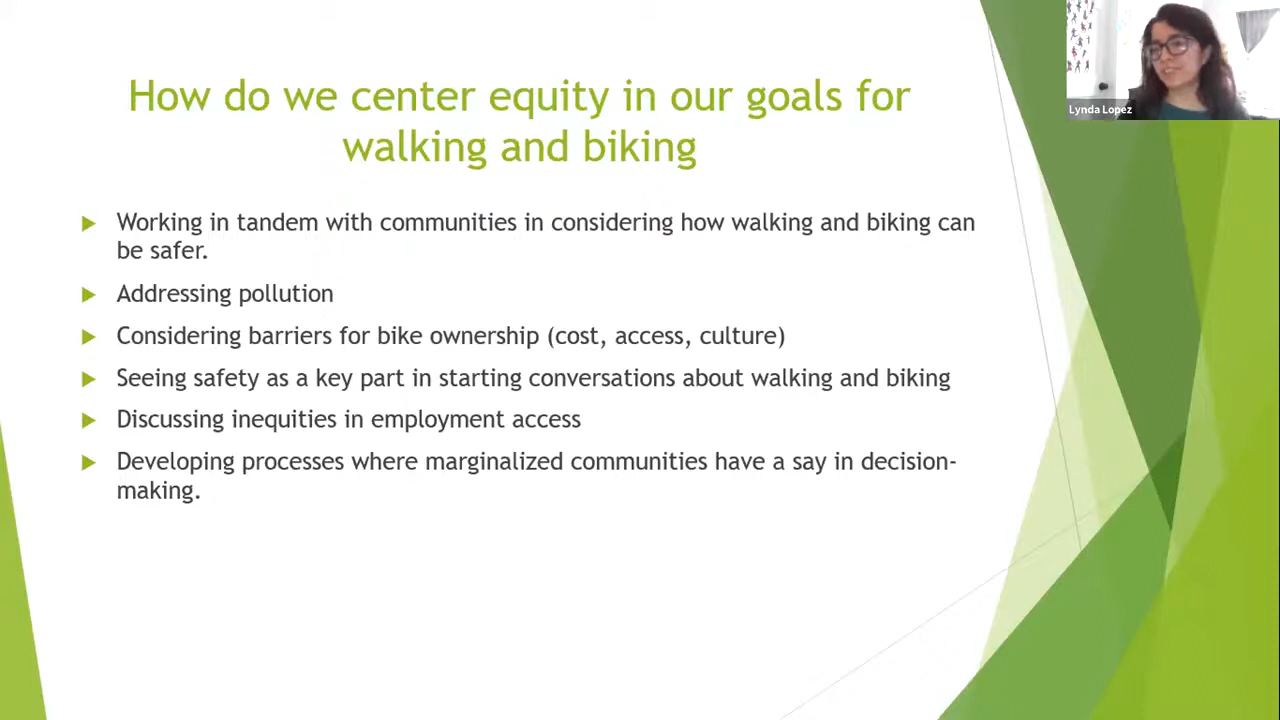 How do we center equity in our goals for
walking and biking
Working in tandem with communities in considering how walking and biking can
be safer.
Addressing pollution
Considering barriers for bike ownership (cost, access, culture)
Seeing safety as a key part in starting conversations about walking and biking
Discussing inequities in employment access
Developing processes where marginalized communities have a say in decision-
making.
Lynda Lopez